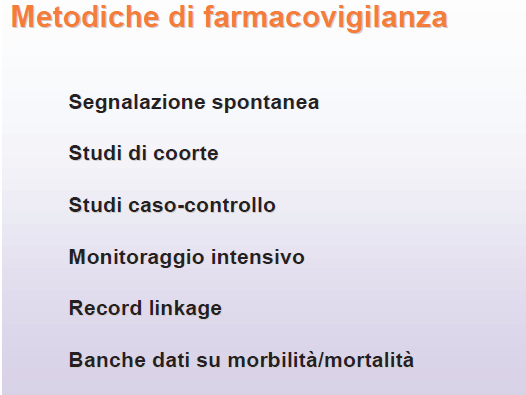 Metodiche di farmacovigilanza
Segnalazione spontanea
Studi di coorte
Studi caso-controllo
Monitoraggio intensivo
Record linkage
Banche dati su morbilità/mortalità